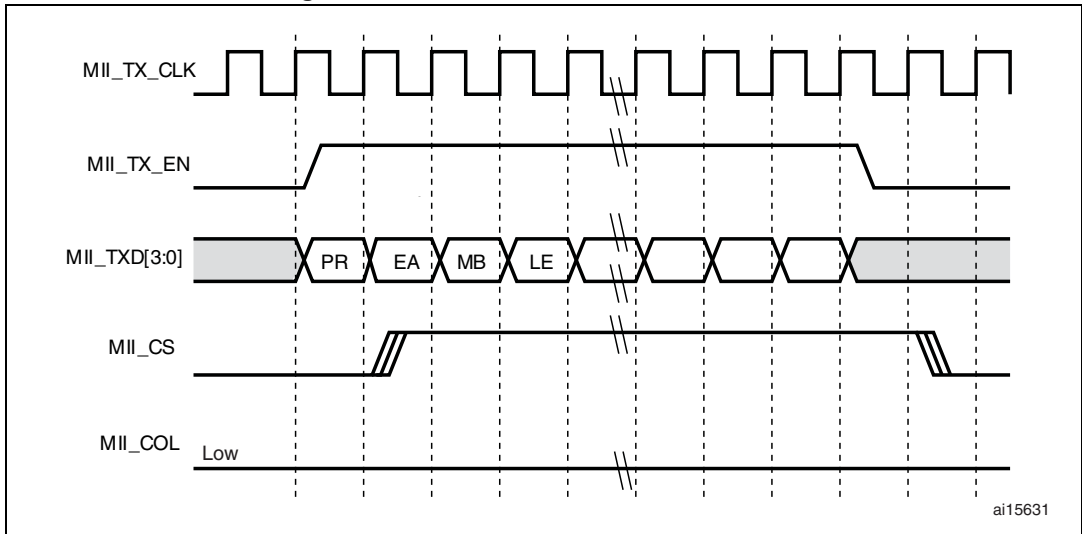 MII_TX_CLK
MII_TX_EN
MII_TXD[3:0]
PR EA MB LE
MII_CS
MII_COL
Low
ai15631